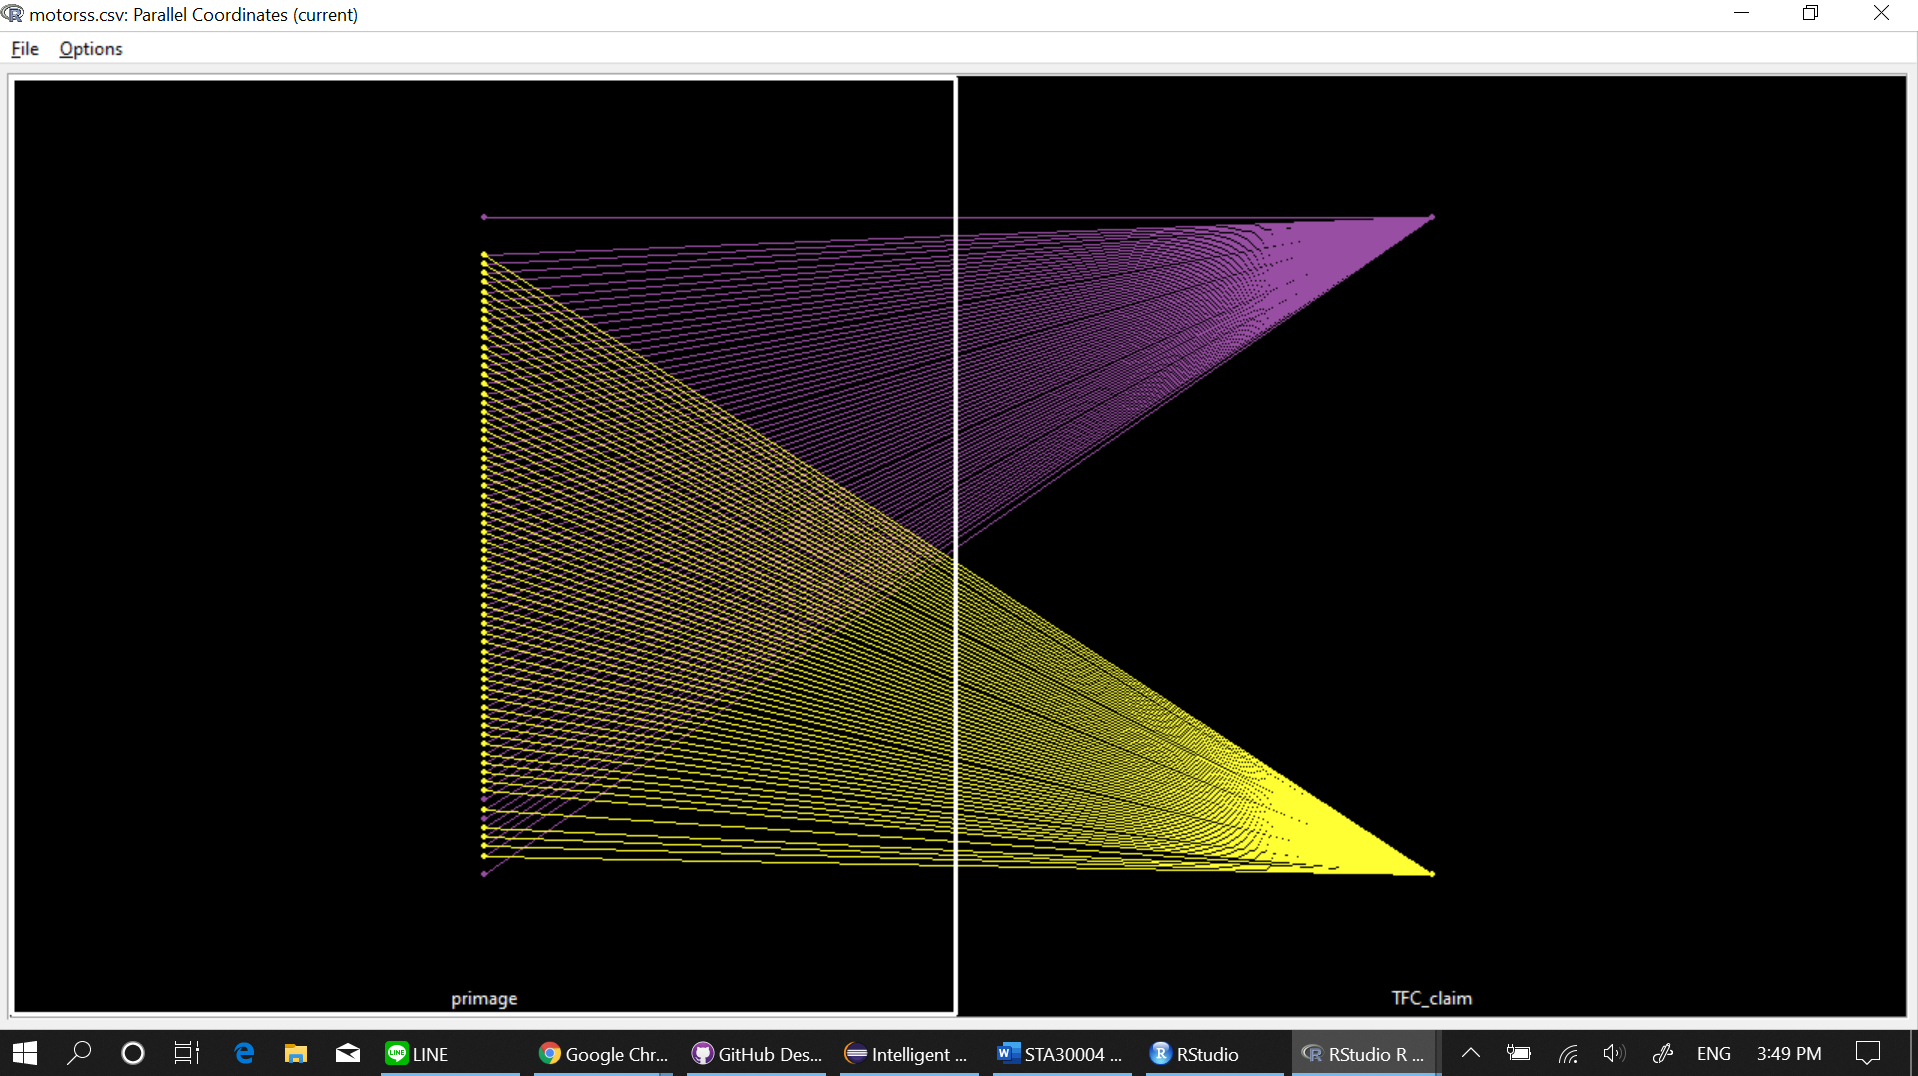 motorss.csv: Parallel Coordinates (current)
File Options
primage
TFC_claim
LINE
Google Chr...
GitHub Des...
Intelligent ...
STA30004 ...
RStudio
RStudio R ...
ENG
3:49 PM